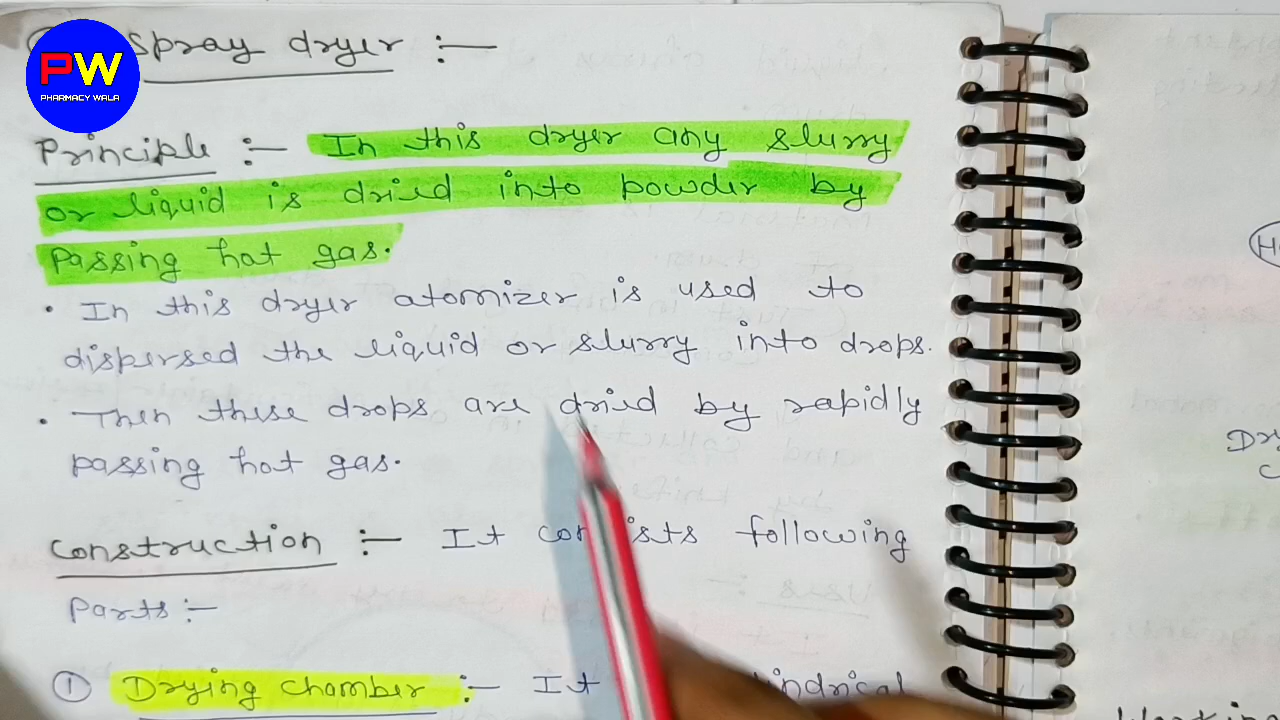 PW
PHARMACY WALA
spray dryer :-
Principle :- In this dryer any slurry
or liquid is dried into powder by
passing hot gas.
• In this dryer atomizer is used to
dispersed the liquid or slurry into drops.
• Then these drops are dried by rapidly
passing hot gas.
Construction :- It consists following
Parts :-
① Drying chamber :- It